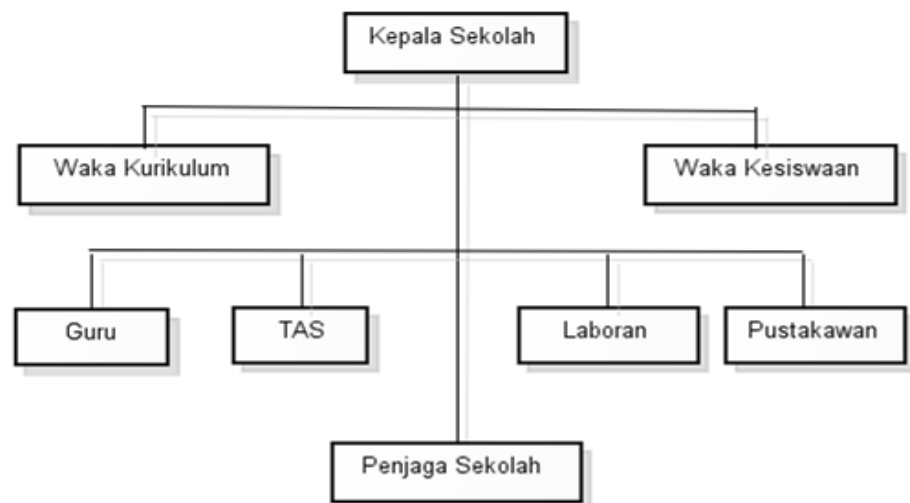 Kepala Sekolah
Waka Kurikulum
Waka Kesiswaan
Guru
TAS
Laboran
Pustakawan
Penjaga Sekolah